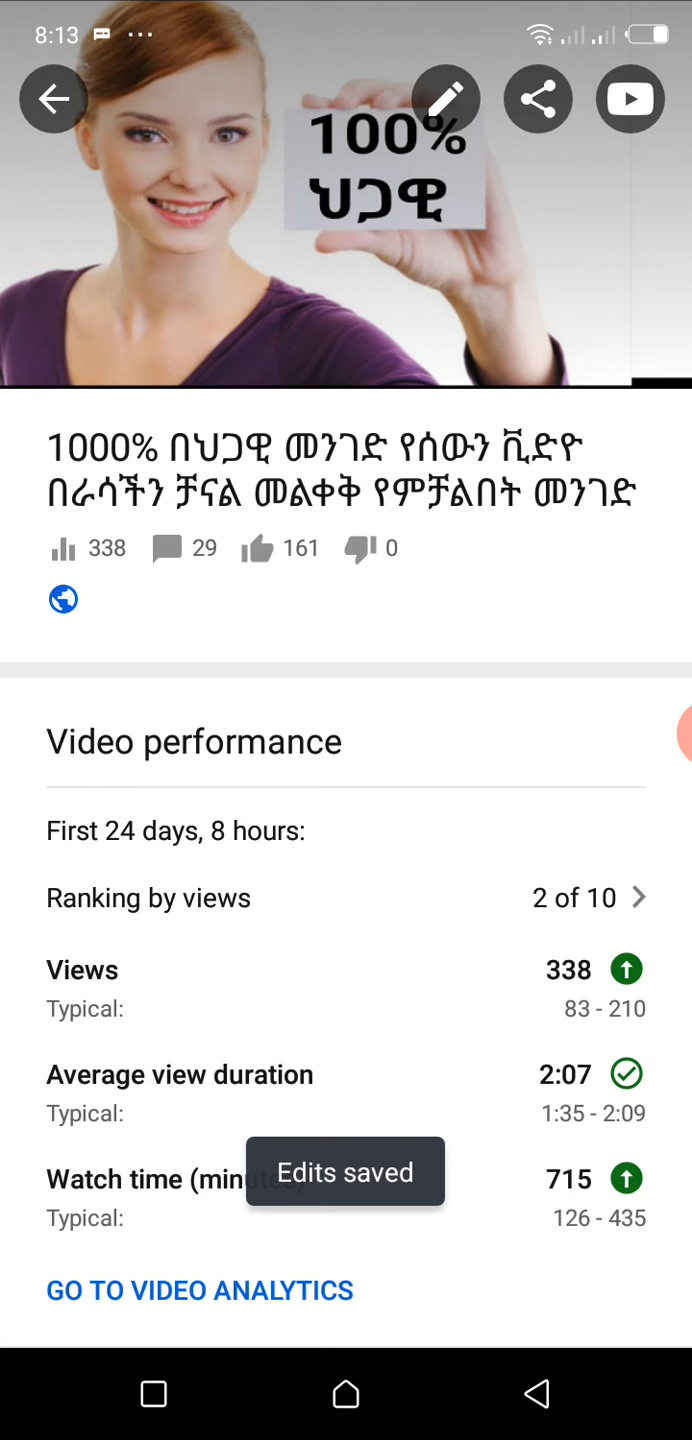 8:13
100%
ህጋዊ
1000% በህጋዊ መንገድ የሰውን ቪድዮ
በራሳችን ቻናል መልቀቅ የምቻልበት መንገድ
338 29 161 0
Video performance
First 24 days, 8 hours:
Ranking by views 2 of 10
Views 338
Typical: 83 - 210
Average view duration 2:07
Typical: 1:35 - 2:09
Watch time (minutes) 715
Edits saved
Typical: 126 - 435
GO TO VIDEO ANALYTICS